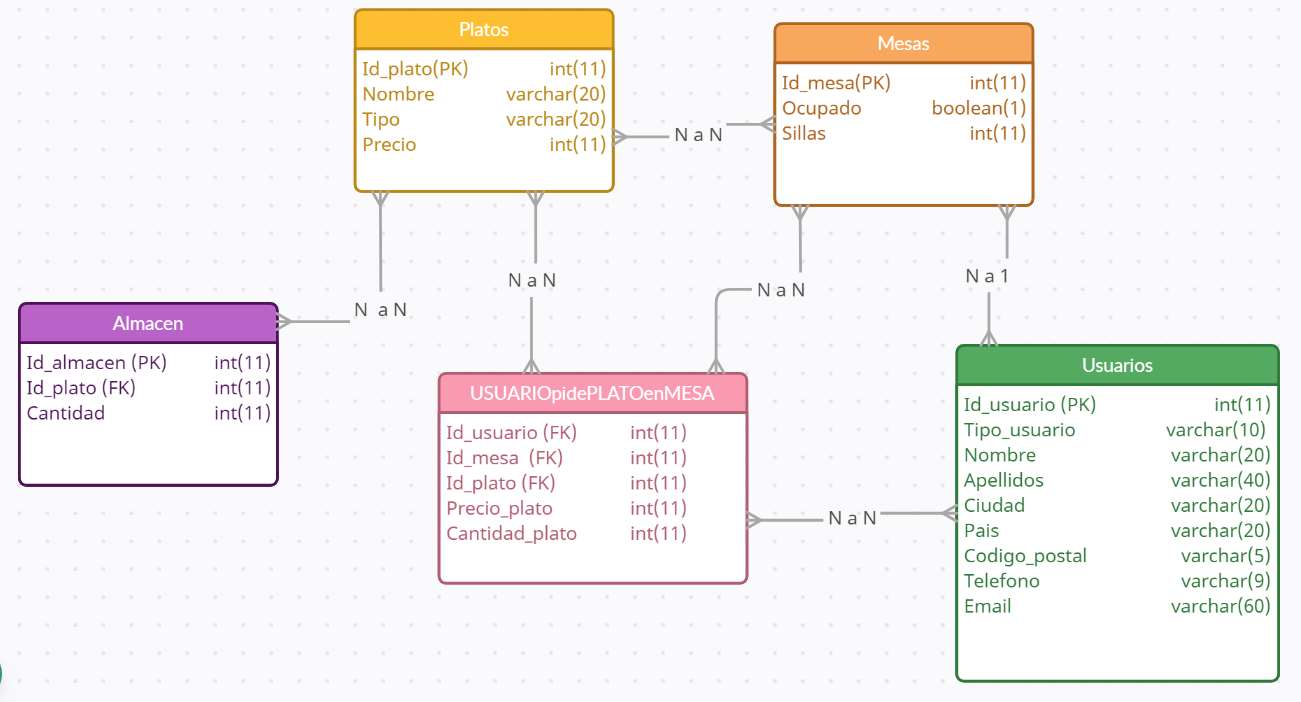 Platos
Id_plato(PK) int(11)
Nombre varchar(20)
Tipo varchar(20)
Precio int(11)
Mesas
Id_mesa(PK) int(11)
Ocupado boolean(1)
Sillas int(11)
N a N
N a N
N a N
N a N
N a 1
Almacen
Id_almacen (PK) int(11)
Id_plato (FK) int(11)
Cantidad int(11)
USUARIOpidePLATOenMESA
Id_usuario (FK) int(11)
Id_mesa (FK) int(11)
Id_plato (FK) int(11)
Precio_plato int(11)
Cantidad_plato int(11)
N a N
Usuarios
Id_usuario (PK) int(11)
Tipo_usuario varchar(10)
Nombre varchar(20)
Apellidos varchar(40)
Ciudad varchar(20)
Pais varchar(20)
Codigo_postal varchar(5)
Telefono varchar(9)
Email varchar(60)